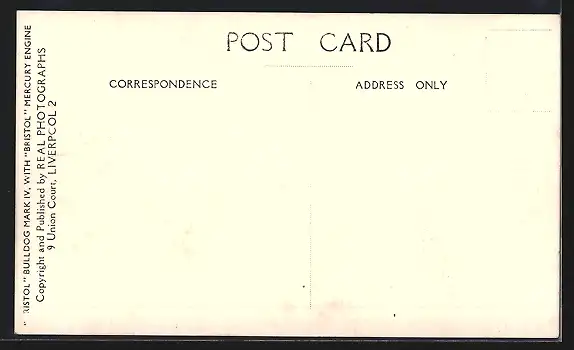 POST CARD
CORRESPONDENCE
ADDRESS ONLY
"BRISTOL" BULLDOG MARK IV, WITH "BRISTOL" MERCURY ENGINE
Copyright and Published by REAL PHOTOGRAPHS
9 Union Court, LIVERPOOL 2